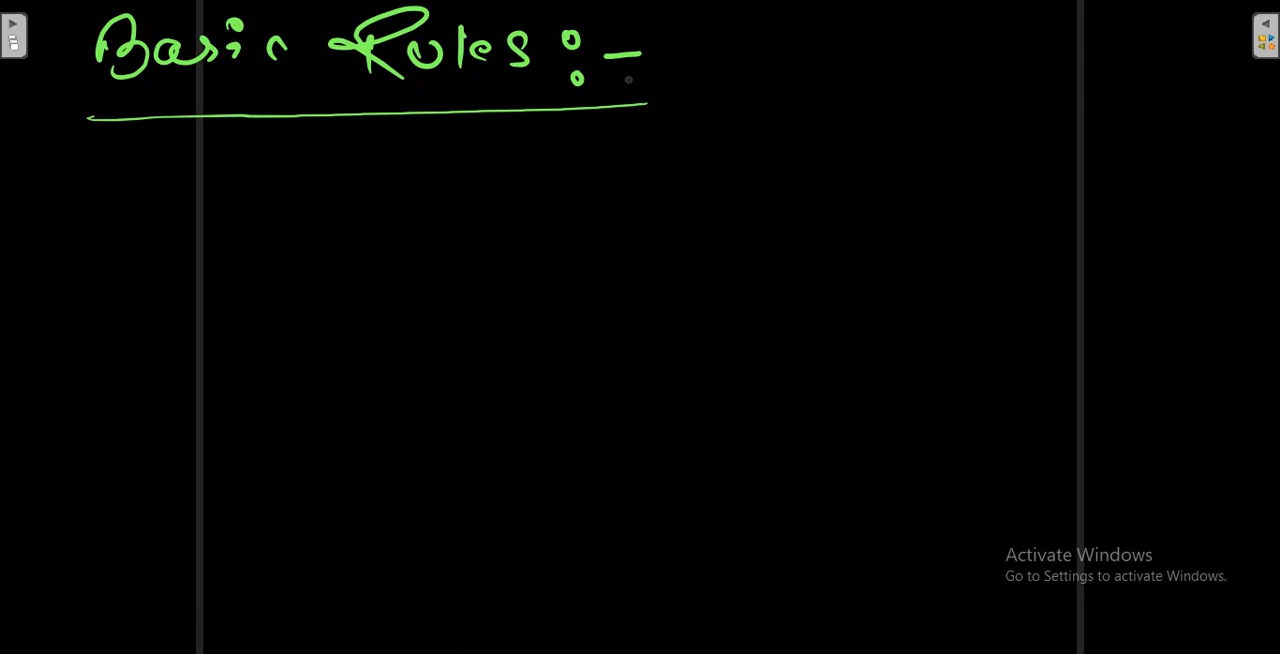 Basic Rules :-
Activate Windows
Go to Settings to activate Windows.